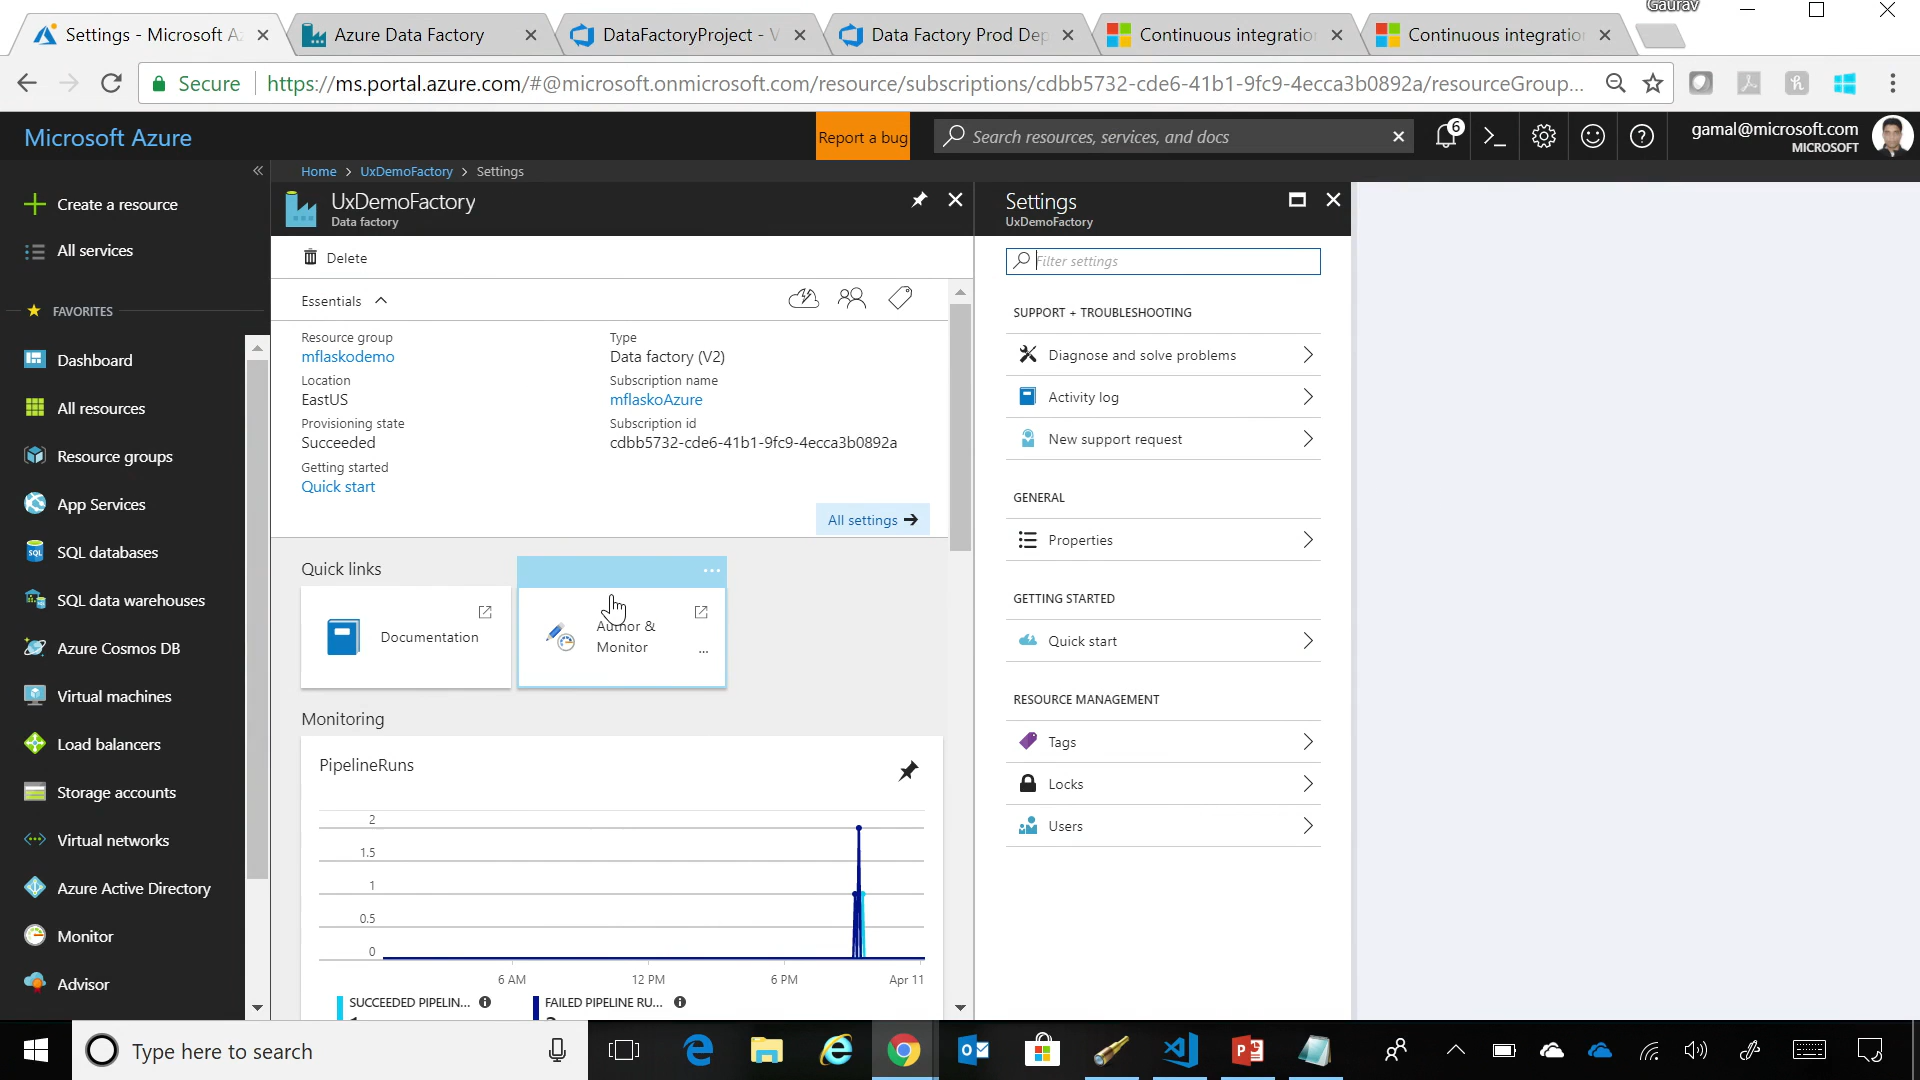 Gaurav
Settings - Microsoft Az
Azure Data Factory
DataFactoryProject - V
Data Factory Prod Dep
Continuous integration
Continuous integration
Secure
https://ms.portal.azure.com/#@microsoft.onmicrosoft.com/resource/subscriptions/cdbb5732-cde6-41b1-9fc9-4ecca3b0892a/resourceGroup...
Microsoft Azure
Report a bug
Search resources, services, and docs
6
gamal@microsoft.com
MICROSOFT
Create a resource
All services
FAVORITES
Dashboard
All resources
Resource groups
App Services
SQL databases
SQL data warehouses
Azure Cosmos DB
Virtual machines
Load balancers
Storage accounts
Virtual networks
Azure Active Directory
Monitor
Advisor
Home > UxDemoFactory > Settings
UxDemoFactory
Data factory
Delete
Essentials
Resource group
mflaskodemo
Location
EastUS
Provisioning state
Succeeded
Getting started
Quick start
Type
Data factory (V2)
Subscription name
mflaskoAzure
Subscription id
cdbb5732-cde6-41b1-9fc9-4ecca3b0892a
All settings
Quick links
Documentation
Author &
Monitor
...
Monitoring
PipelineRuns
2
1.5
1
0.5
0
6 AM
12 PM
6 PM
Apr 11
SUCCEEDED PIPELIN...
FAILED PIPELINE RU...
Settings
UxDemoFactory
Filter settings
SUPPORT + TROUBLESHOOTING
Diagnose and solve problems
Activity log
New support request
GENERAL
Properties
GETTING STARTED
Quick start
RESOURCE MANAGEMENT
Tags
Locks
Users
Type here to search